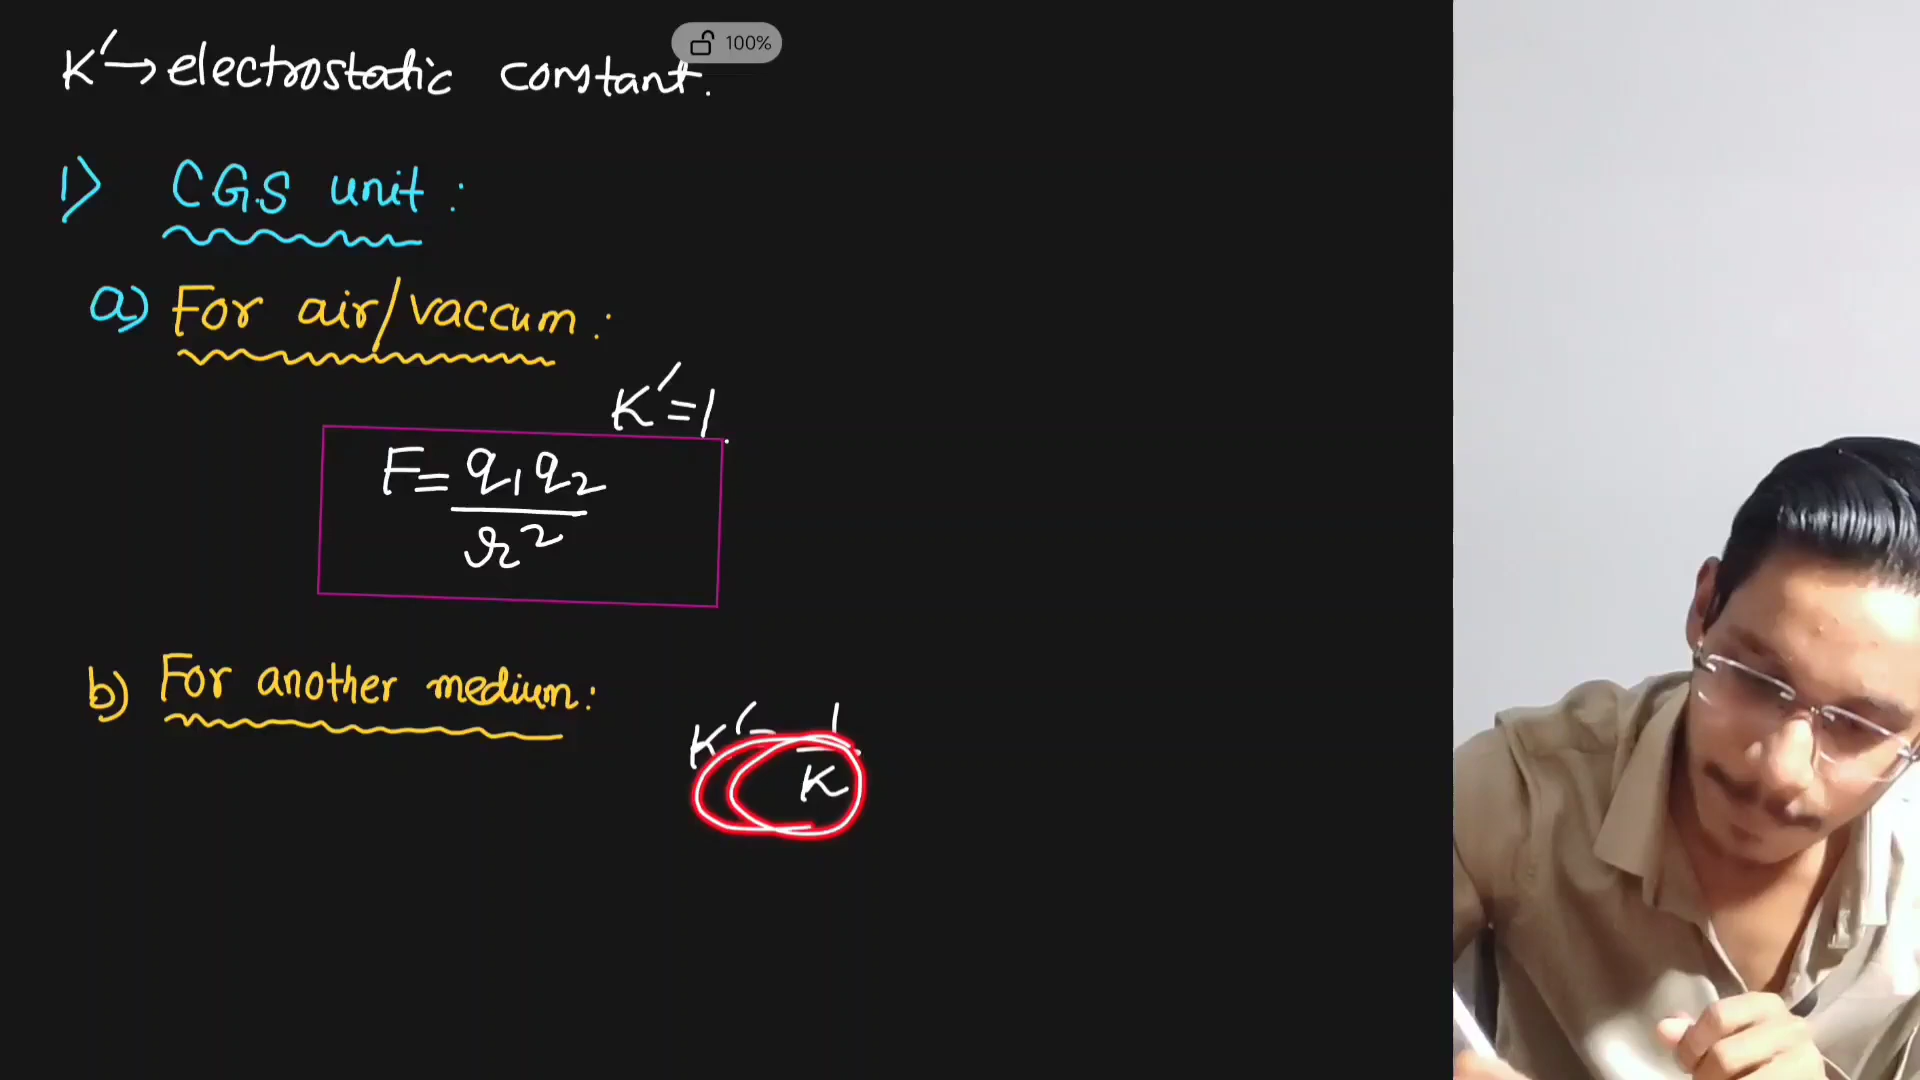 K′ → electrostatic constant.
100%
1) CGS unit :
a) For air/vaccum :
K′ = 1.
F = q₁q₂
r²
b) For another medium :
K′ = 1
K